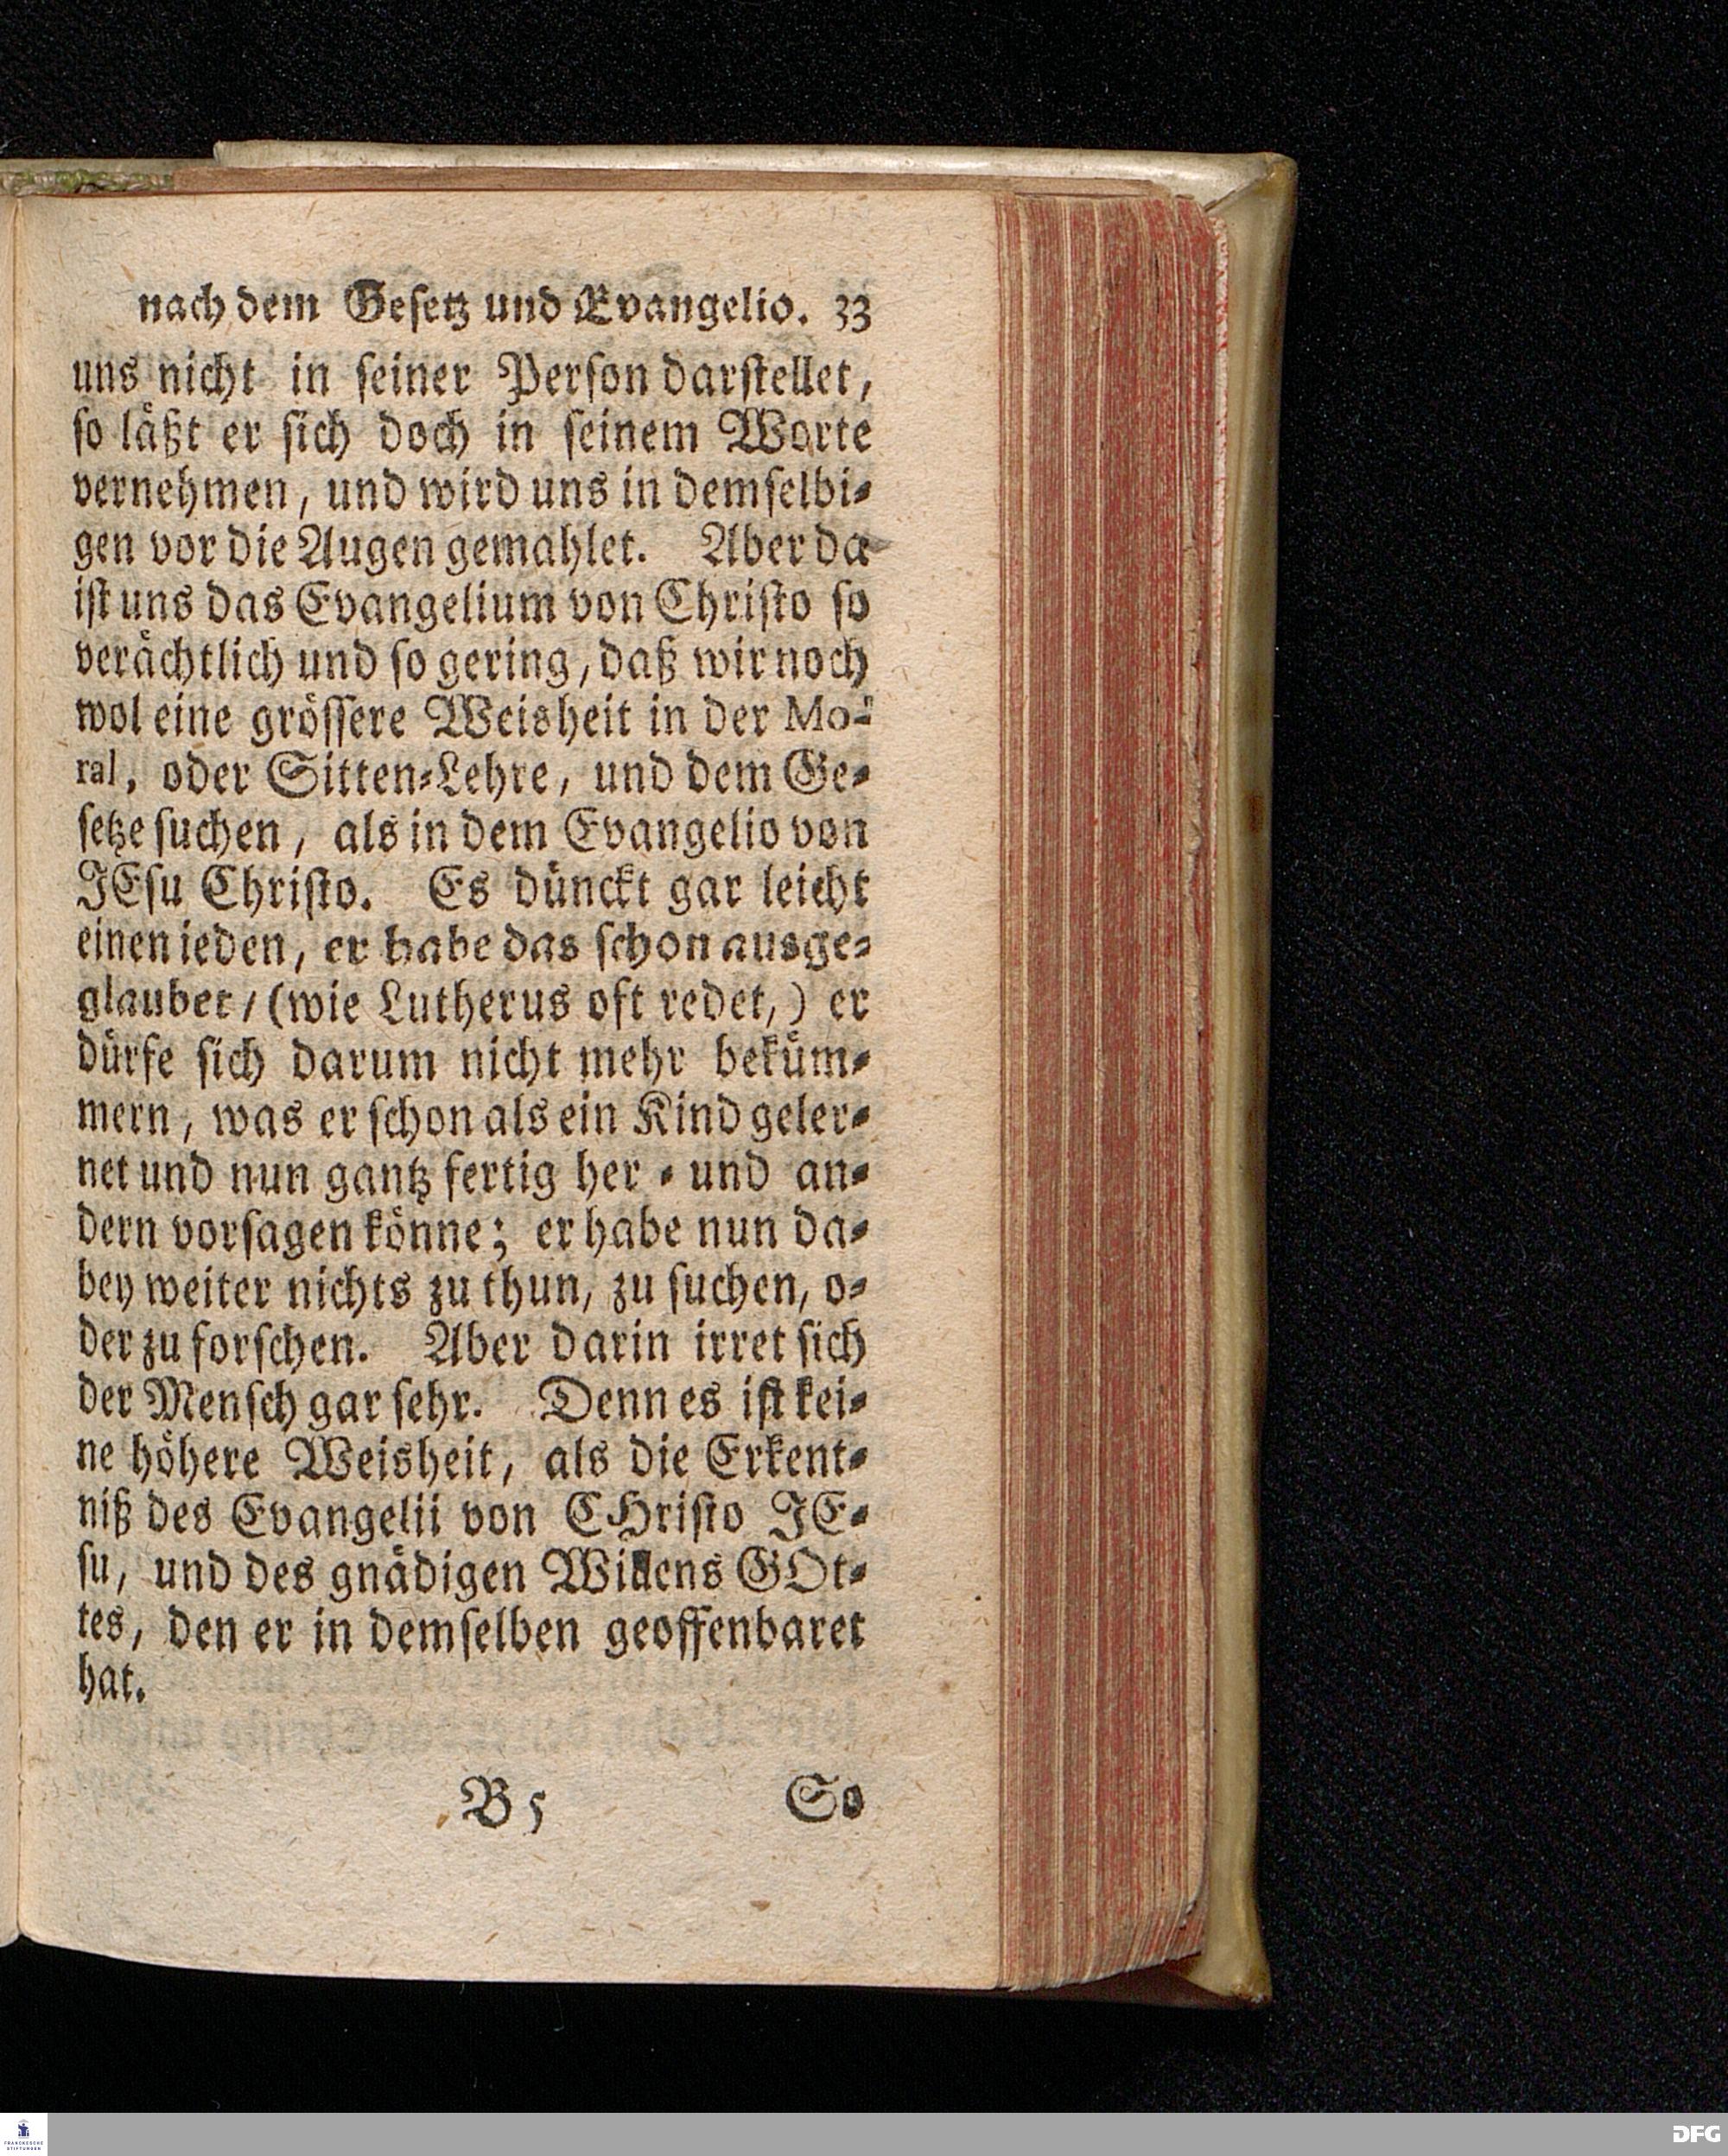 nach dem Geſetz und Evangelio. 33
uns nicht in ſeiner Perſon darſtellet,
ſo läßt er ſich doch in ſeinem Worte
vernehmen, und wird uns in demſelbi⸗
gen vor die Augen gemahlet. Aber da
iſt uns das Evangelium von Chriſto ſo
verächtlich und ſo gering, daß wir noch
wol eine gröſſere Weisheit in der Mo-
ral, oder Sitten⸗Lehre, und dem Ge⸗
ſetze ſuchen, als in dem Evangelio von
JEſu Chriſto. Es dünckt gar leicht
einen ieden, er habe das ſchon ausge⸗
glaubet/ (wie Lutherus oft redet,) er
dürfe ſich darum nicht mehr beküm⸗
mern, was er ſchon als ein Kind geler⸗
net und nun gantz fertig her ⸗ und an⸗
dern vorſagen könne; er habe nun da⸗
bey weiter nichts zu thun, zu ſuchen, o⸗
der zu forſchen. Aber darin irret ſich
der Menſch gar ſehr. Denn es iſt kei⸗
ne höhere Weisheit, als die Erkent⸗
niß des Evangelii von CHriſto JE⸗
ſu, und des gnädigen Willens GOt⸗
tes, den er in demſelben geoffenbaret
hat.
B 5 So
FRANCKESCHE
STIFTUNGEN
DFG